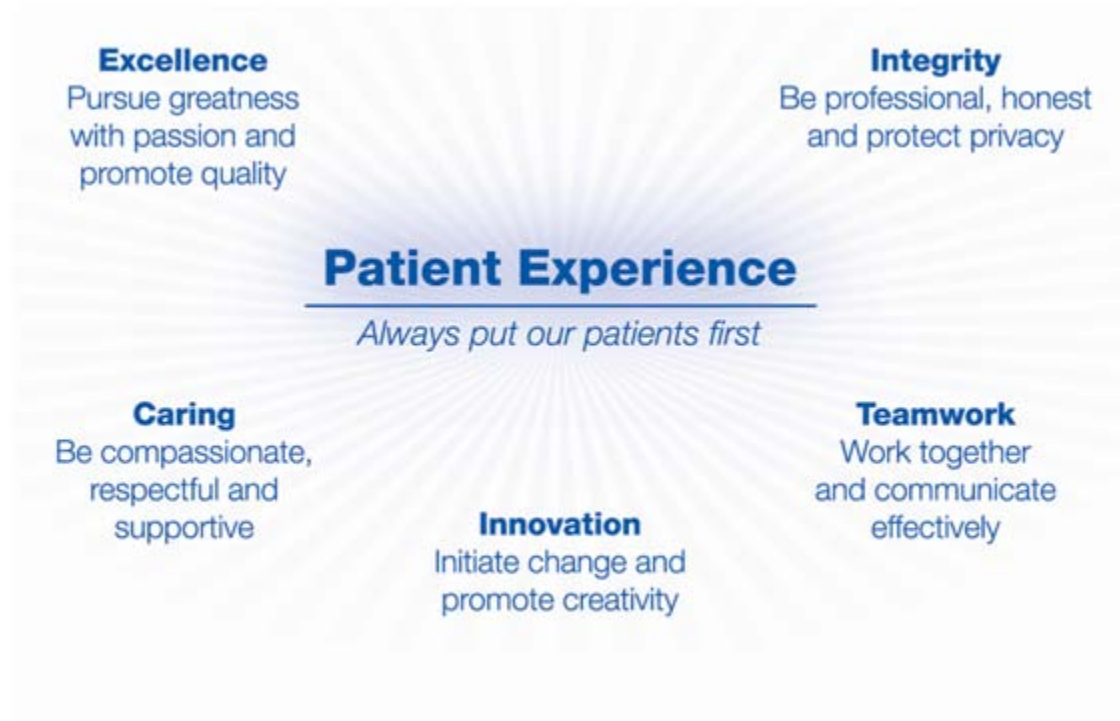 Excellence
Pursue greatness
with passion and
promote quality
Integrity
Be professional, honest
and protect privacy
Patient Experience
Always put our patients first
Caring
Be compassionate,
respectful and
supportive
Innovation
Initiate change and
promote creativity
Teamwork
Work together
and communicate
effectively